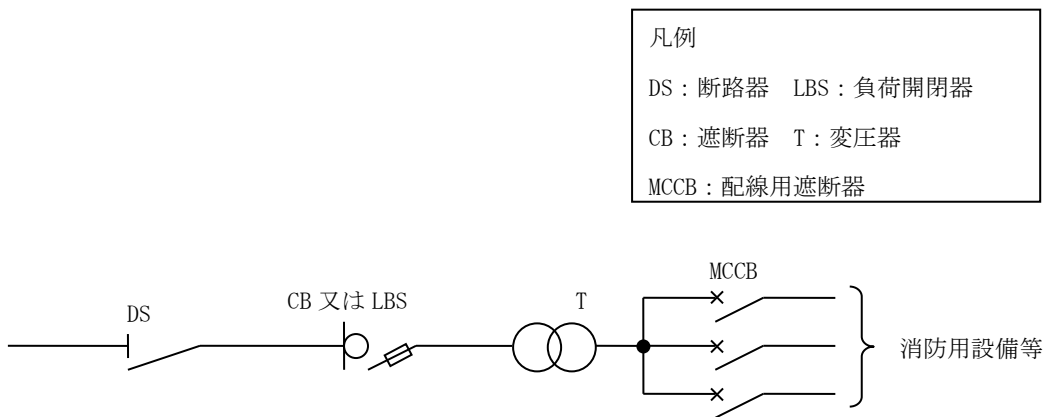 凡例
DS：断路器　LBS：負荷開閉器
CB：遮断器　T：変圧器
MCCB：配線用遮断器
MCCB
CB 又は LBS
T
DS
消防用設備等